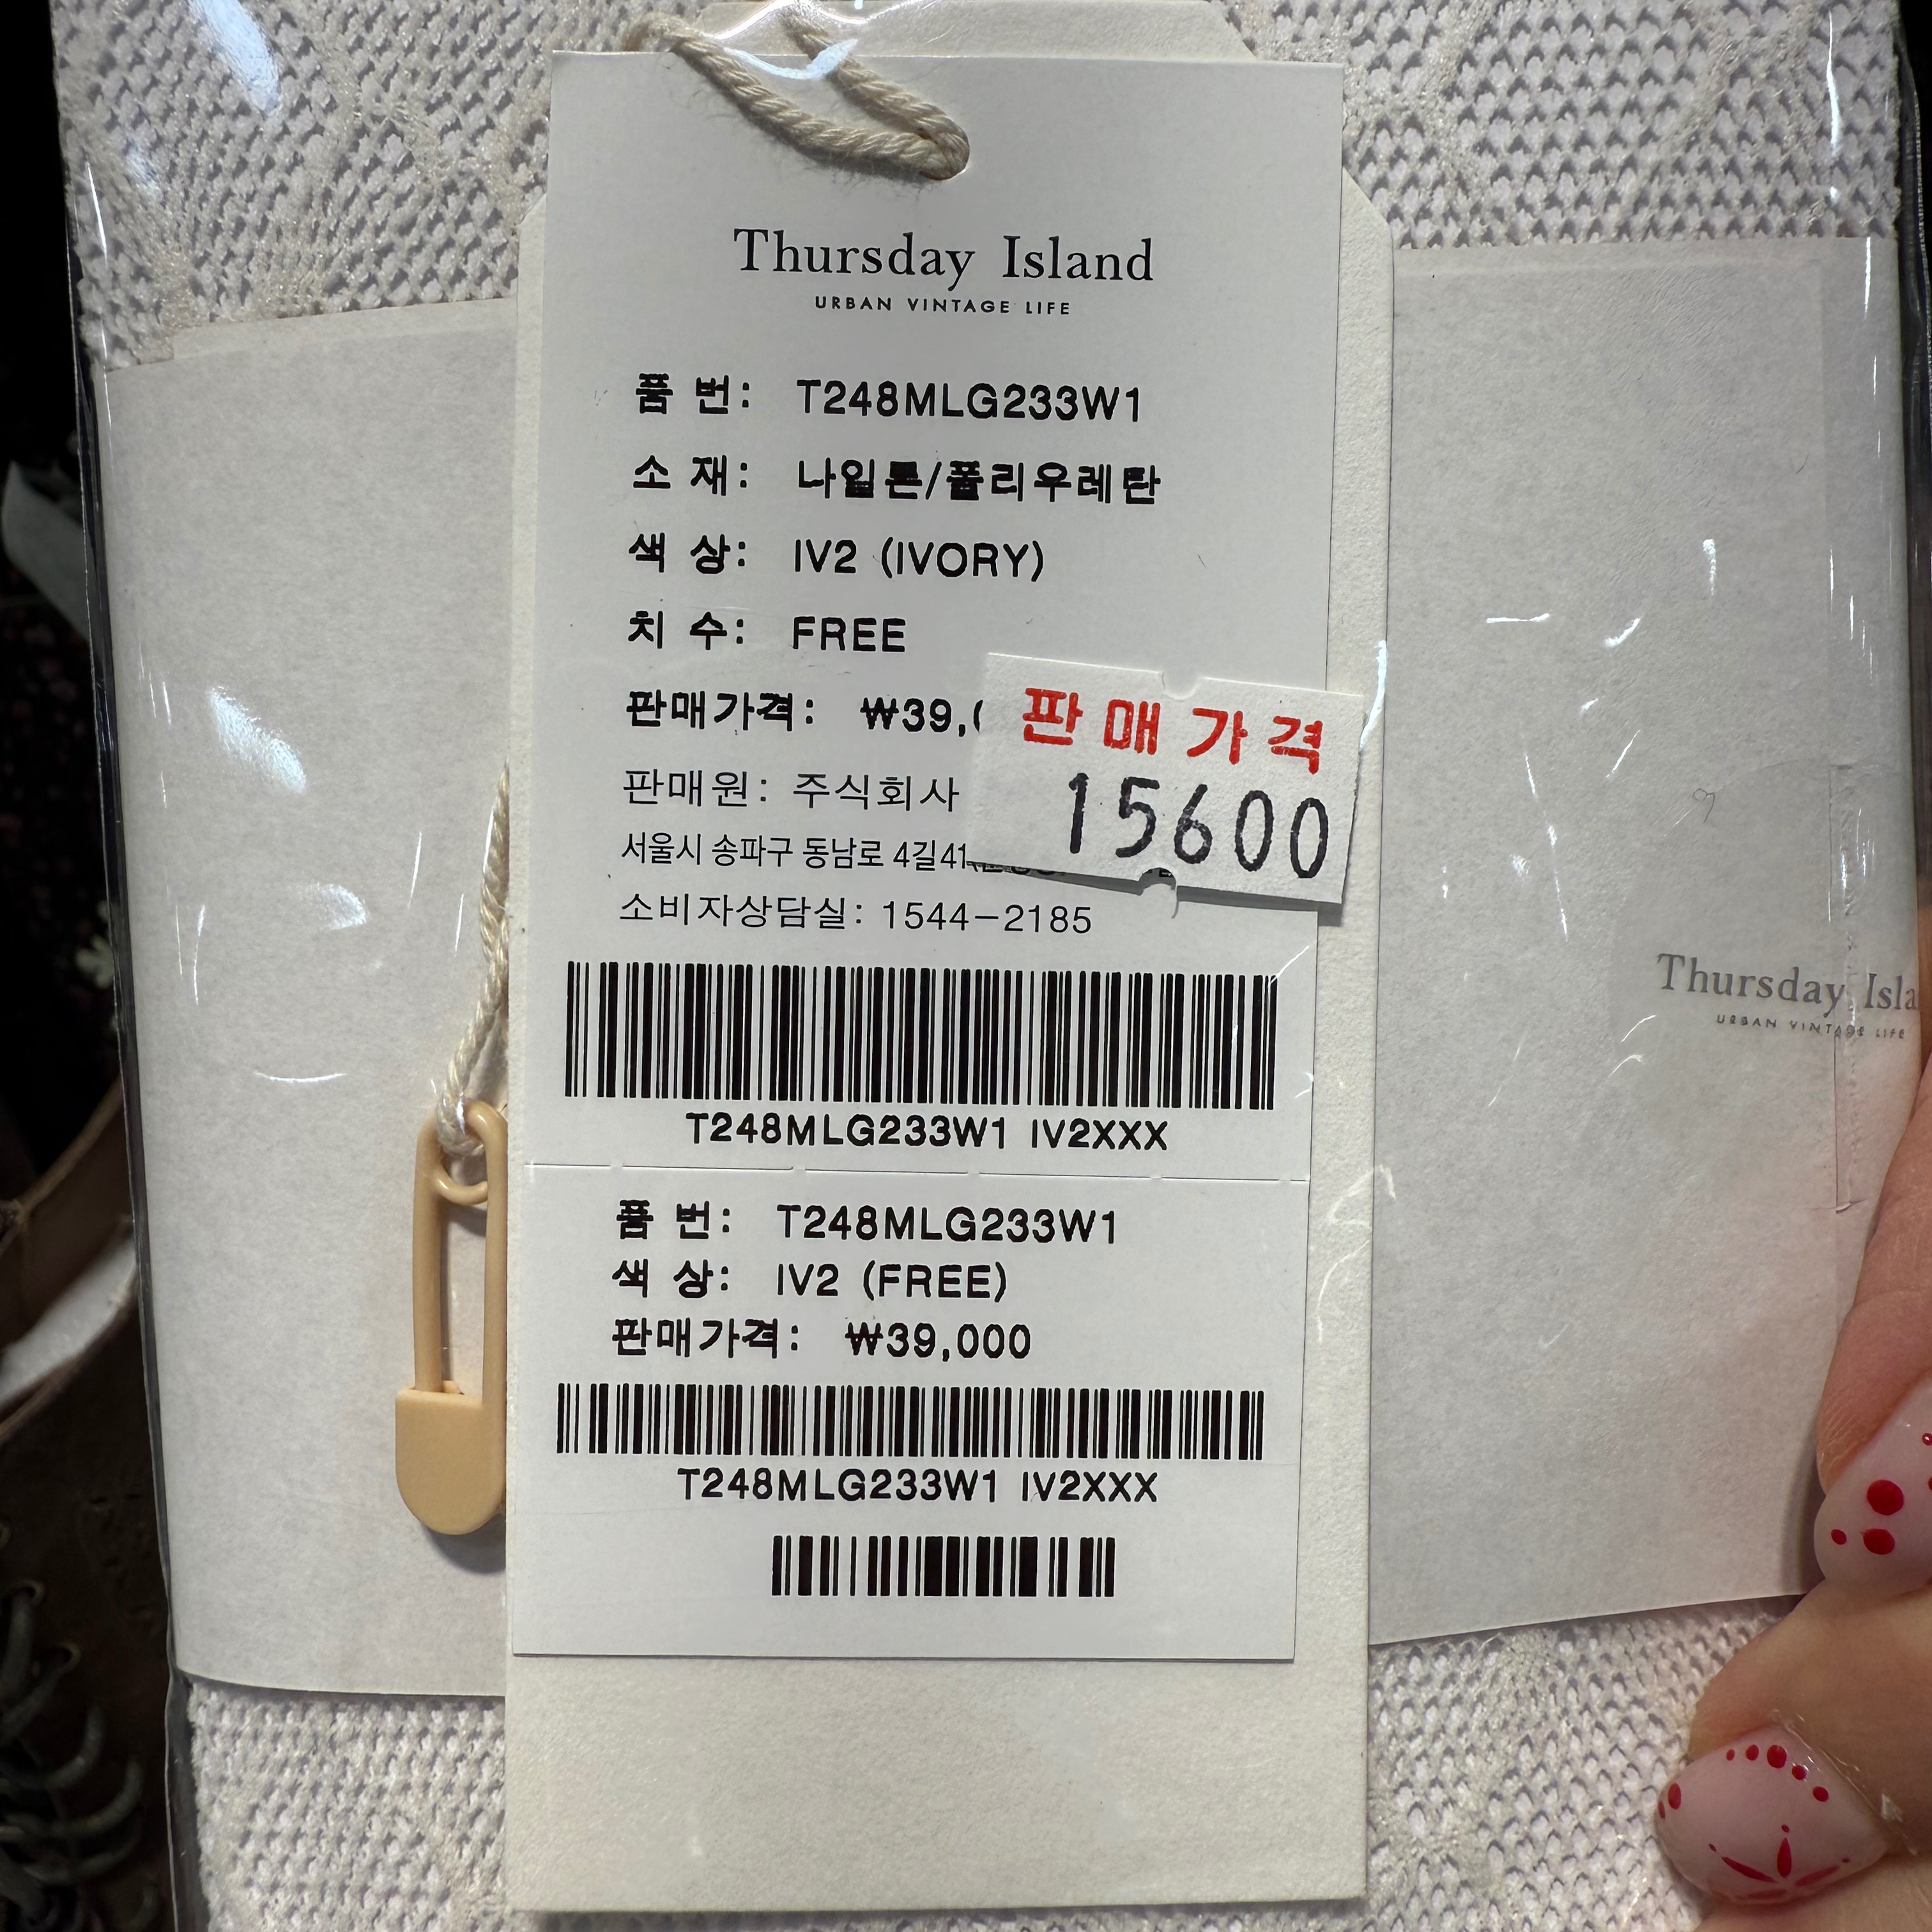 Thursday Island
URBAN VINTAGE LIFE
품 번: T248MLG233W1
소 재: 나일론/폴리우레탄
색 상: IV2 (IVORY)
치 수: FREE
판매가격: ₩39,
판매가격
15600
판매원: 주식회사
서울시 송파구 동남로 4길41
소비자상담실: 1544-2185
T248MLG233W1 IV2XXX
품 번: T248MLG233W1
색 상: IV2 (FREE)
판매가격: ₩39,000
T248MLG233W1 IV2XXX
Thursday Isla
URBAN VINTAGE LIFE